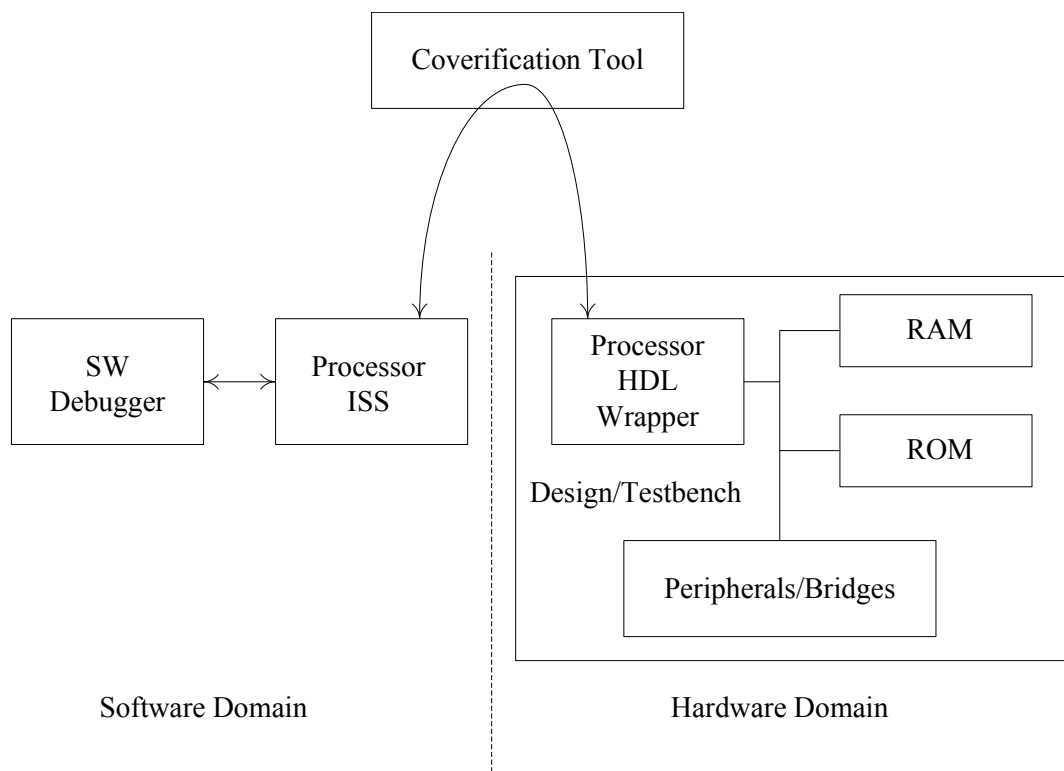 Coverification Tool
SW
Debugger
Processor
ISS
Processor
HDL
Wrapper
RAM
ROM
Design/Testbench
Peripherals/Bridges
Software Domain
Hardware Domain